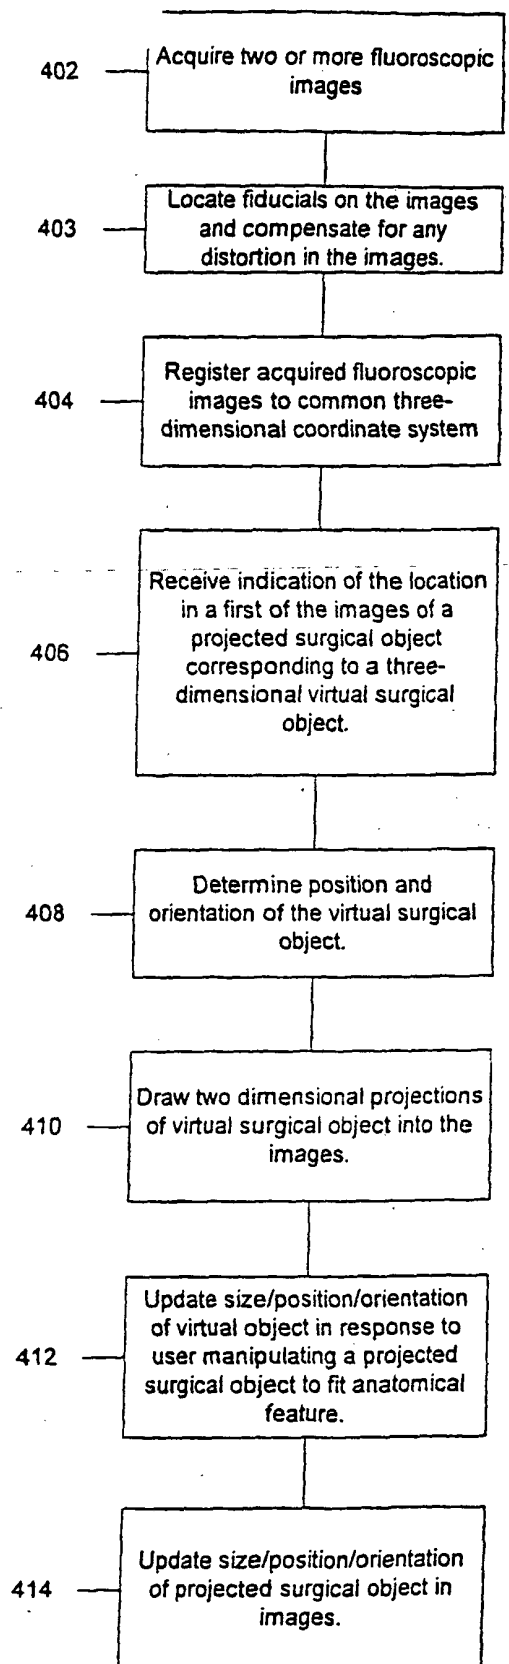 402
Acquire two or more fluoroscopic
images
403
Locate fiducials on the images
and compensate for any
distortion in the images.
404
Register acquired fluoroscopic
images to common three-
dimensional coordinate system
406
Receive indication of the location
in a first of the images of a
projected surgical object
corresponding to a three-
dimensional virtual surgical
object.
408
Determine position and
orientation of the virtual surgical
object.
410
Draw two dimensional projections
of virtual surgical object into the
images.
412
Update size/position/orientation
of virtual object in response to
user manipulating a projected
surgical object to fit anatomical
feature.
414
Update size/position/orientation
of projected surgical object in
images.